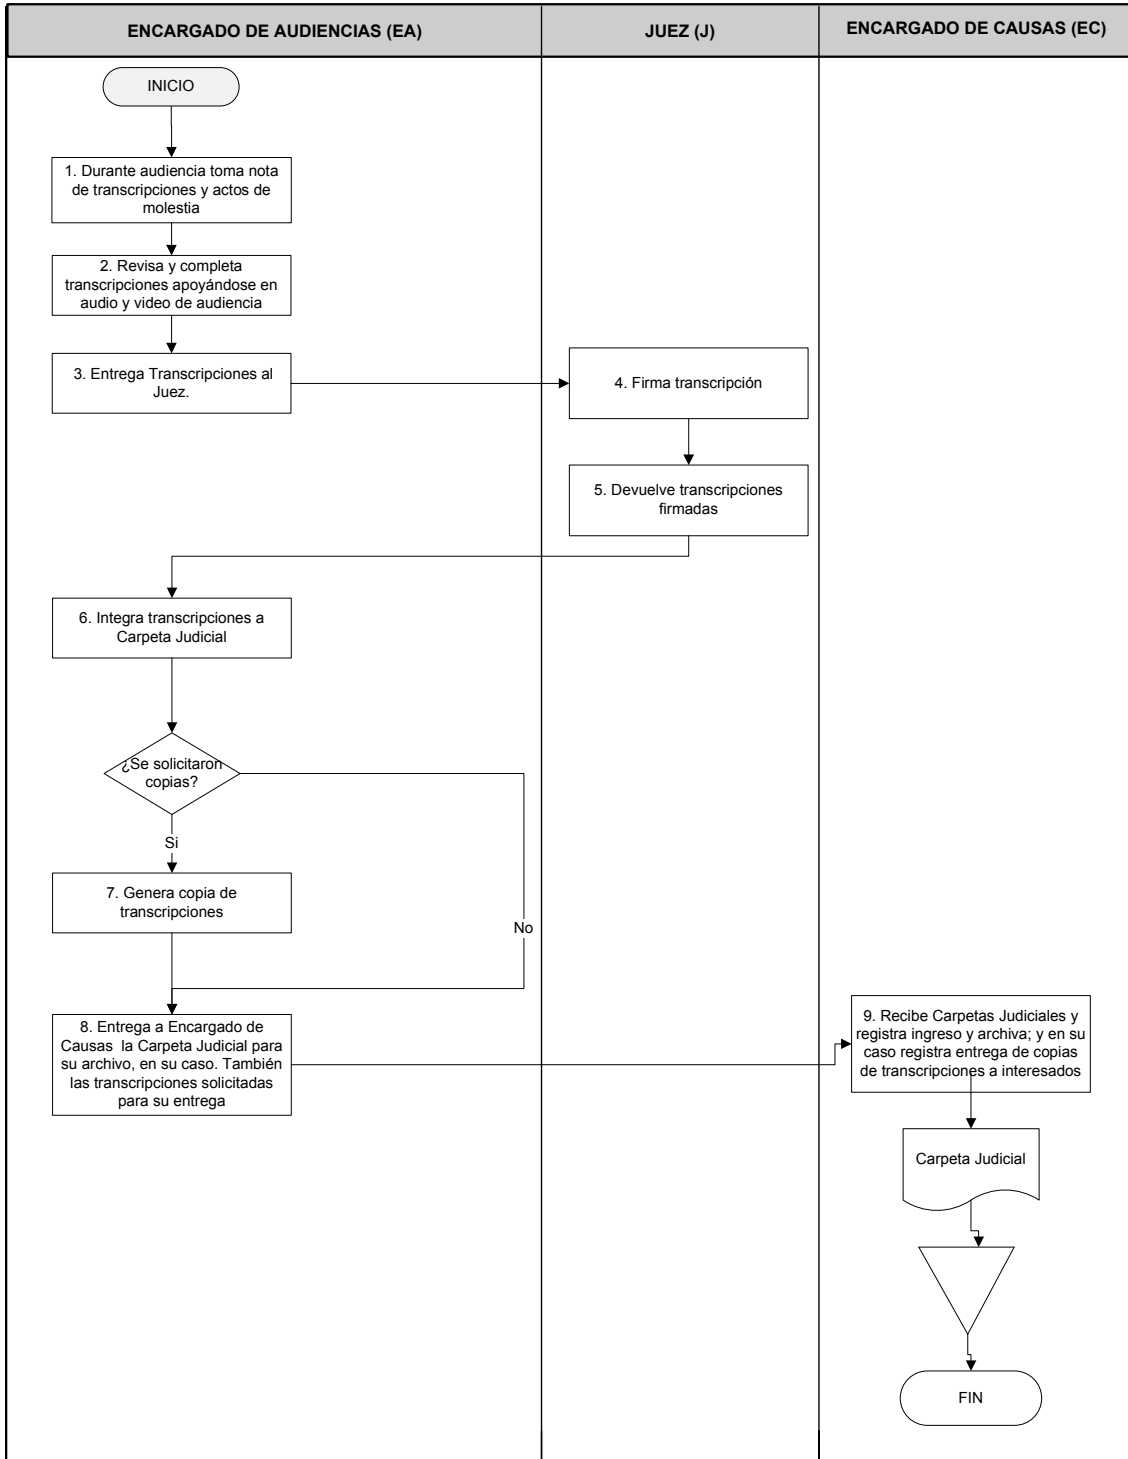 ENCARGADO DE AUDIENCIAS (EA)
JUEZ (J)
ENCARGADO DE CAUSAS (EC)
INICIO
1. Durante audiencia toma nota
de transcripciones y actos de
molestia
2. Revisa y completa
transcripciones apoyándose en
audio y video de audiencia
3. Entrega Transcripciones al
Juez.
4. Firma transcripción
5. Devuelve transcripciones
firmadas
6. Integra transcripciones a
Carpeta Judicial
¿Se solicitaron
copias?
Si
7. Genera copia de
transcripciones
No
8. Entrega a Encargado de
Causas la Carpeta Judicial para
su archivo, en su caso. También
las transcripciones solicitadas
para su entrega
9. Recibe Carpetas Judiciales y
registra ingreso y archiva; y en su
caso registra entrega de copias
de transcripciones a interesados
Carpeta Judicial
FIN